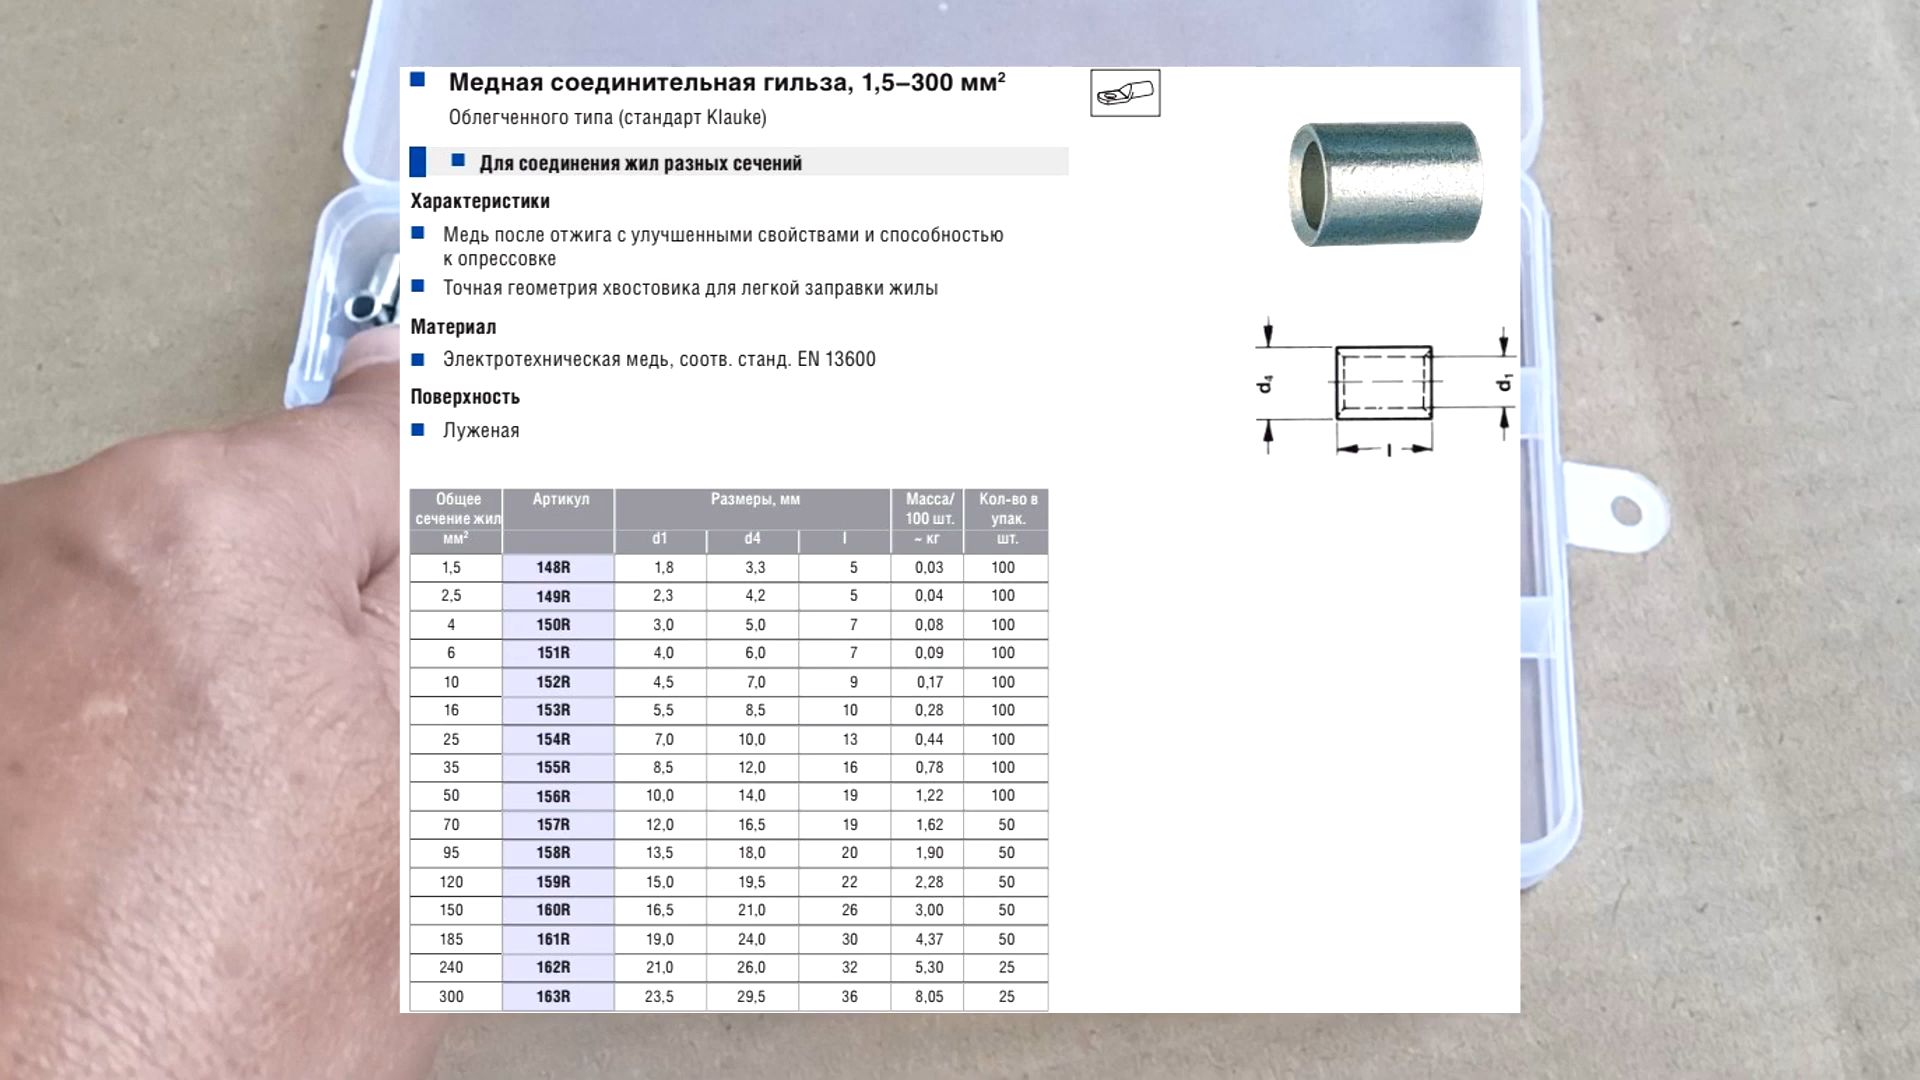 Медная соединительная гильза, 1,5–300 мм²
Облегченного типа (стандарт Klauke)
Для соединения жил разных сечений
Характеристики
Медь после отжига с улучшенными свойствами и способностью
к опрессовке
Точная геометрия хвостовика для легкой заправки жилы
Материал
Электротехническая медь, соотв. станд. EN 13600
Поверхность
Луженая
d4
d1
l
Общее Артикул Размеры, мм Масса/ Кол-во в
сечение жил 100 шт. упак.
мм² d1 d4 l ~ кг шт.
1,5 148R 1,8 3,3 5 0,03 100
2,5 149R 2,3 4,2 5 0,04 100
4 150R 3,0 5,0 7 0,08 100
6 151R 4,0 6,0 7 0,09 100
10 152R 4,5 7,0 9 0,17 100
16 153R 5,5 8,5 10 0,28 100
25 154R 7,0 10,0 13 0,44 100
35 155R 8,5 12,0 16 0,78 100
50 156R 10,0 14,0 19 1,22 100
70 157R 12,0 16,5 19 1,62 50
95 158R 13,5 18,0 20 1,90 50
120 159R 15,0 19,5 22 2,28 50
150 160R 16,5 21,0 26 3,00 50
185 161R 19,0 24,0 30 4,37 50
240 162R 21,0 26,0 32 5,30 25
300 163R 23,5 29,5 36 8,05 25